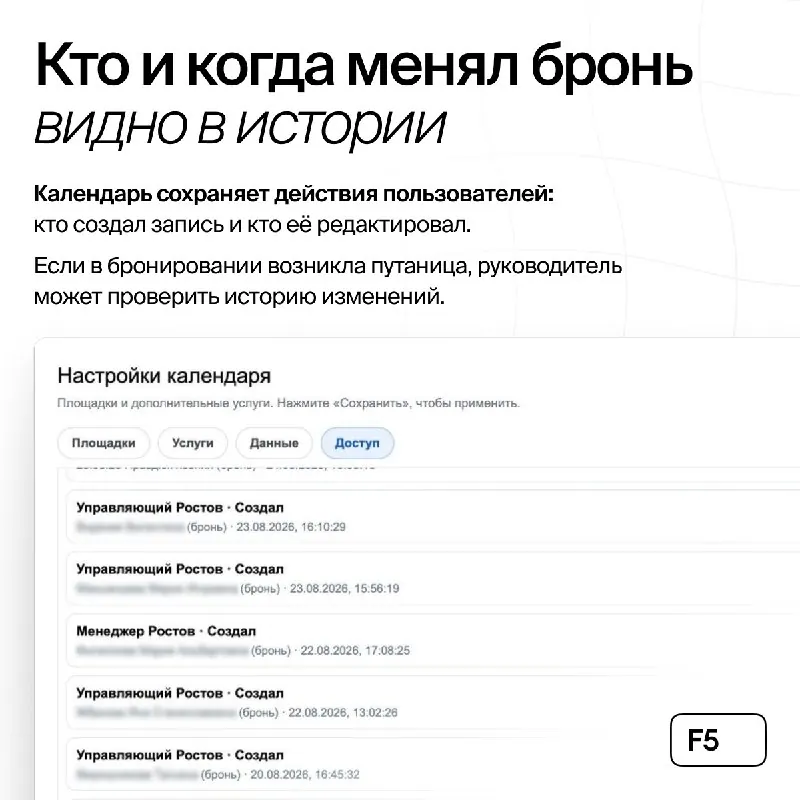 Кто и когда менял бронь
видно в истории
Календарь сохраняет действия пользователей:
кто создал запись и кто её редактировал.
Если в бронировании возникла путаница, руководитель
может проверить историю изменений.
Настройки календаря
Площадки и дополнительные услуги. Нажмите «Сохранить», чтобы применить.
Площадки Услуги Данные Доступ
Управляющий Ростов · Создал
(бронь) · 23.08.2026, 16:10:29
Управляющий Ростов · Создал
(бронь) · 23.08.2026, 15:56:19
Менеджер Ростов · Создал
(бронь) · 22.08.2026, 17:08:25
Управляющий Ростов · Создал
(бронь) · 22.08.2026, 13:02:26
Управляющий Ростов · Создал
(бронь) · 20.08.2026, 16:45:32
F5